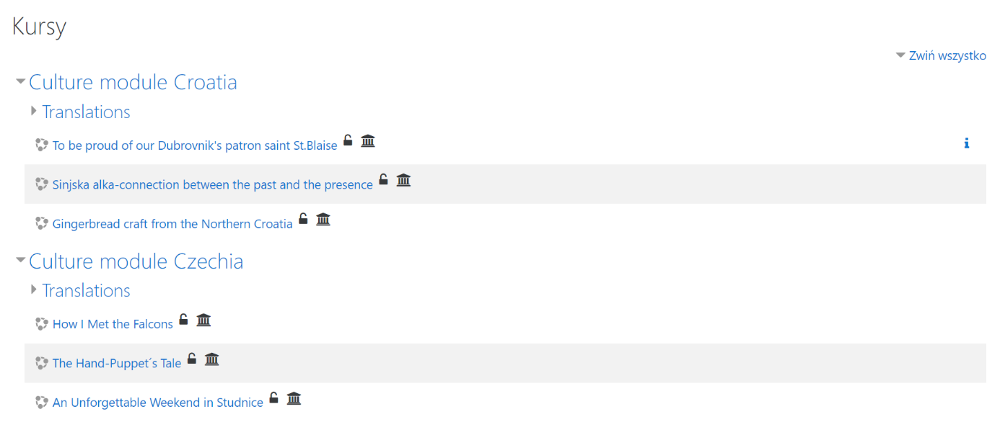 Kursy
Zwiń wszystko
Culture module Croatia
Translations
To be proud of our Dubrovnik's patron saint St.Blaise
Sinjska alka-connection between the past and the presence
Gingerbread craft from the Northern Croatia
Culture module Czechia
Translations
How I Met the Falcons
The Hand-Puppet´s Tale
An Unforgettable Weekend in Studnice